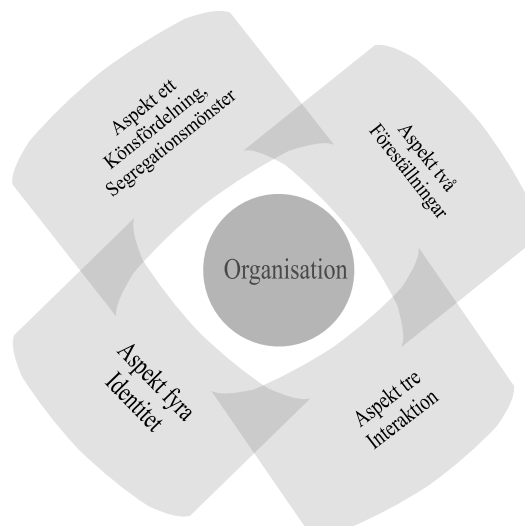 Aspekt ett
Könsfördelning,
Segregationsmönster
Aspekt två
Föreställningar
Organisation
Aspekt tre
Interaktion
Aspekt fyra
Identitet